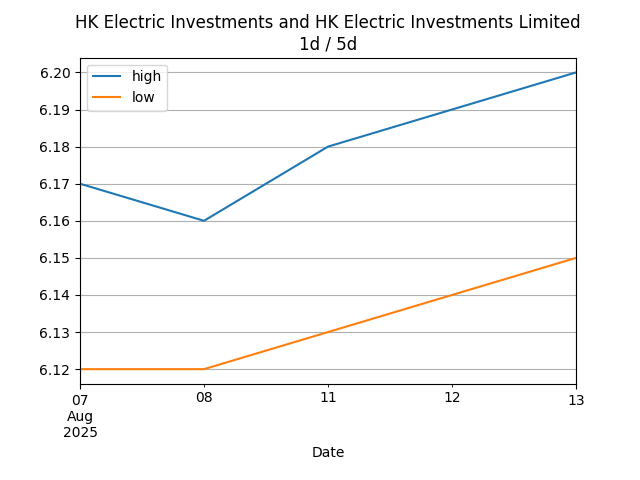 HK Electric Investments and HK Electric Investments Limited
1d / 5d
high
low
6.20
6.19
6.18
6.17
6.16
6.15
6.14
6.13
6.12
07 08 11 12 13
Aug
2025
Date